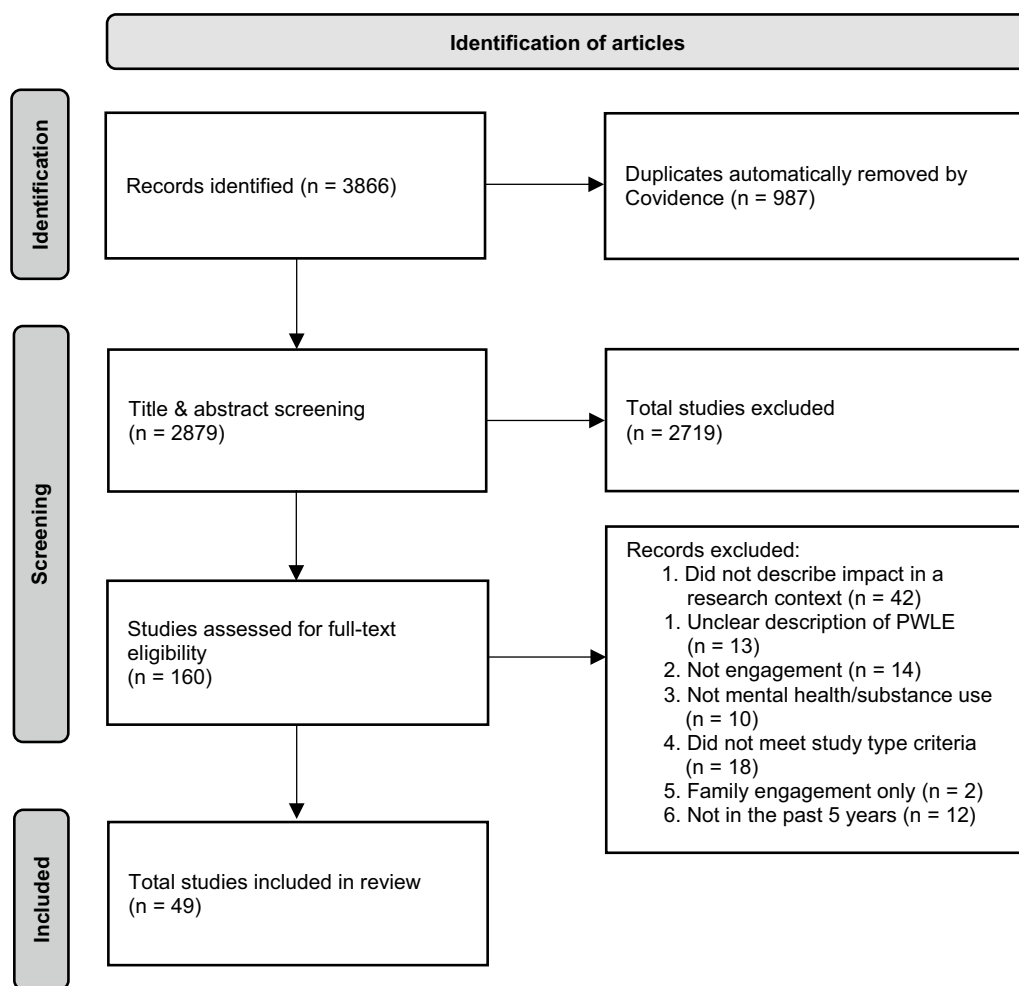 Identification of articles
Identification
Records identified (n = 3866)
Duplicates automatically removed by
Covidence (n = 987)
Screening
Title & abstract screening
(n = 2879)
Total studies excluded
(n = 2719)
Studies assessed for full-text
eligibility
(n = 160)
Records excluded:
1. Did not describe impact in a
research context (n = 42)
1. Unclear description of PWLE
(n = 13)
2. Not engagement (n = 14)
3. Not mental health/substance use
(n = 10)
4. Did not meet study type criteria
(n = 18)
5. Family engagement only (n = 2)
6. Not in the past 5 years (n = 12)
Included
Total studies included in review
(n = 49)